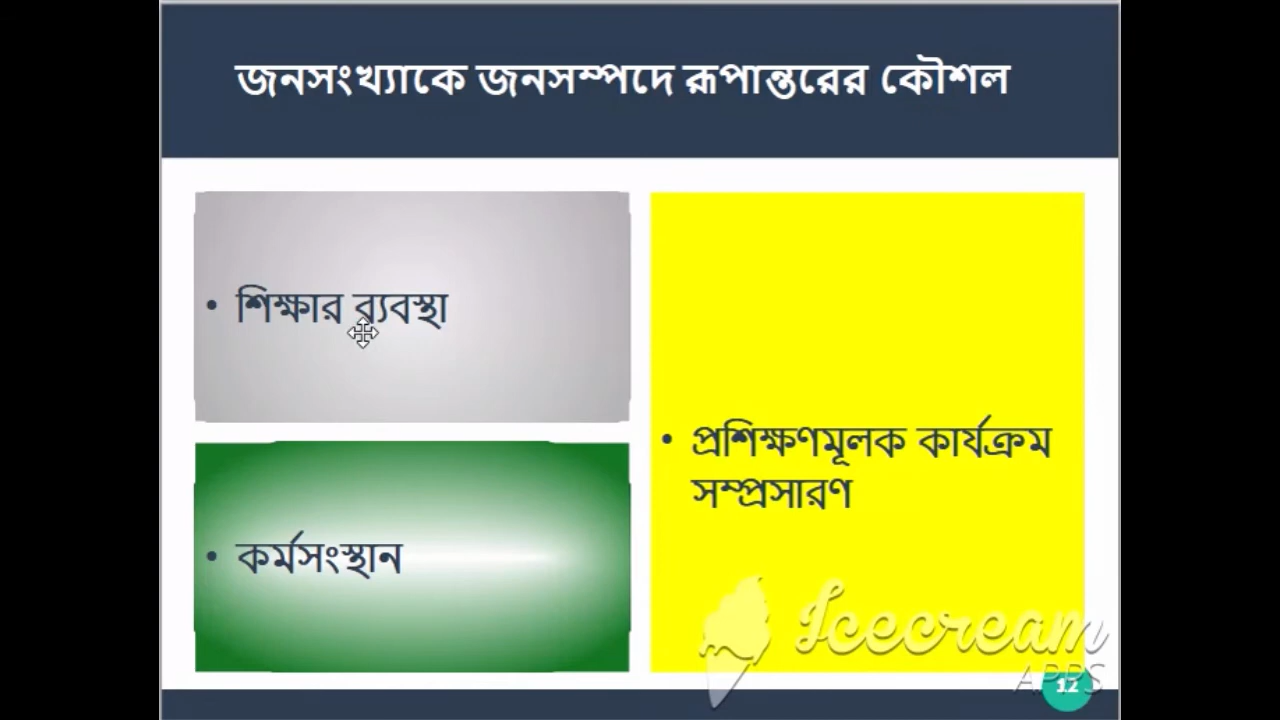 জনসংখ্যাকে জনসম্পদে রূপান্তরের কৌশল
• শিক্ষার ব্যবস্থা
• কর্মসংস্থান
• প্রশিক্ষণমূলক কার্যক্রম
সম্প্রসারণ
Icecream
APPS
12